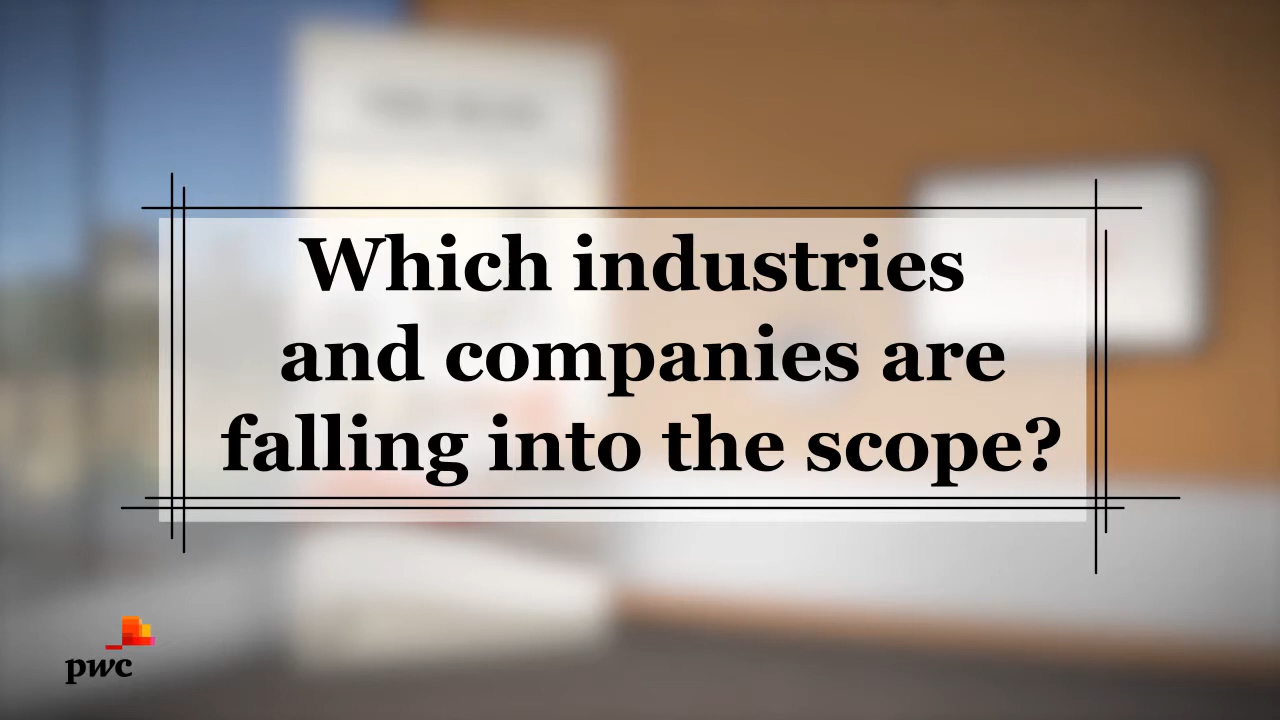 Which industries
and companies are
falling into the scope?
pwc